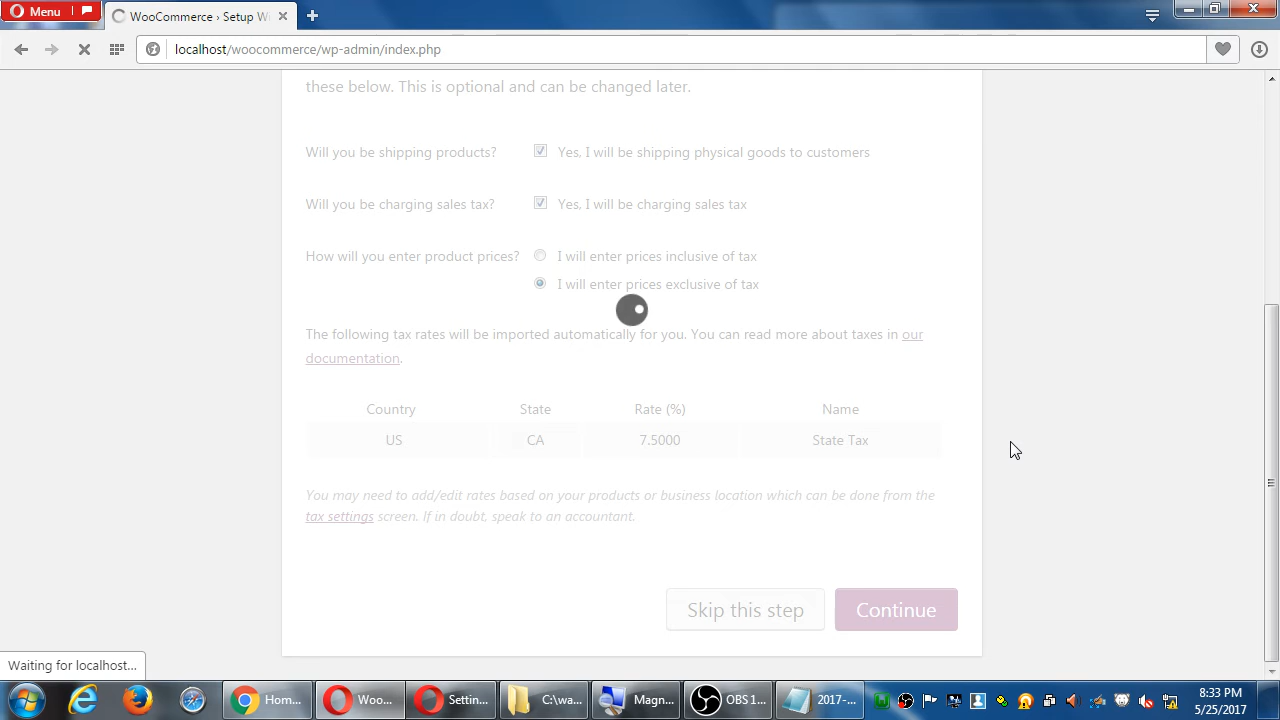 Menu
WooCommerce › Setup Wi
localhost/woocommerce/wp-admin/index.php
these below. This is optional and can be changed later.
Will you be shipping products? Yes, I will be shipping physical goods to customers
Will you be charging sales tax? Yes, I will be charging sales tax
How will you enter product prices? I will enter prices inclusive of tax
I will enter prices exclusive of tax
The following tax rates will be imported automatically for you. You can read more about taxes in our
documentation.
Country State Rate (%) Name
US CA 7.5000 State Tax
You may need to add/edit rates based on your products or business location which can be done from the
tax settings screen. If in doubt, speak to an accountant.
Skip this step Continue
Waiting for localhost...
Hom... Woo... Settin... C:\wa... Magn... OBS 1... 2017-... 8:33 PM
5/25/2017